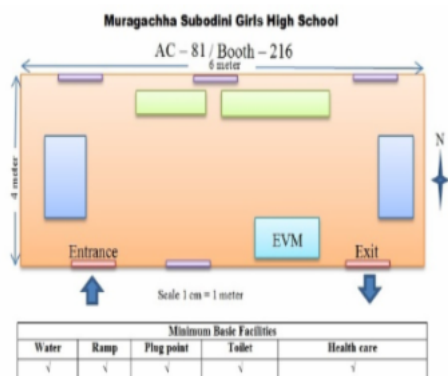 Muragachha Subodini Girls High School
AC – 81 / Booth – 216
6 meter
4 meter
N
EVM
Entrance
Exit
Scale 1 cm = 1 meter
Minimum Basic Facilities
Water Ramp Plug point Toilet Health care
√ √ √ √ √